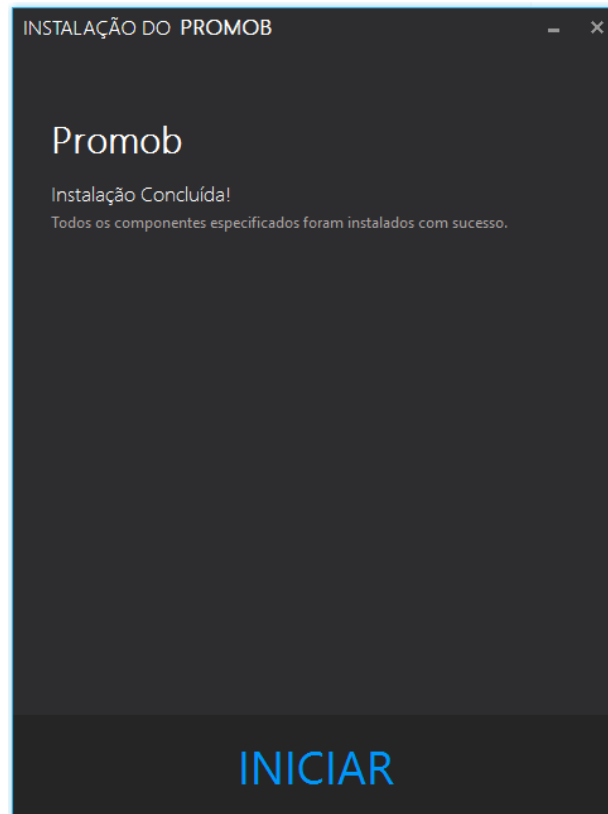 INSTALAÇÃO DO PROMOB
Promob
Instalação Concluída!
Todos os componentes especificados foram instalados com sucesso.
INICIAR